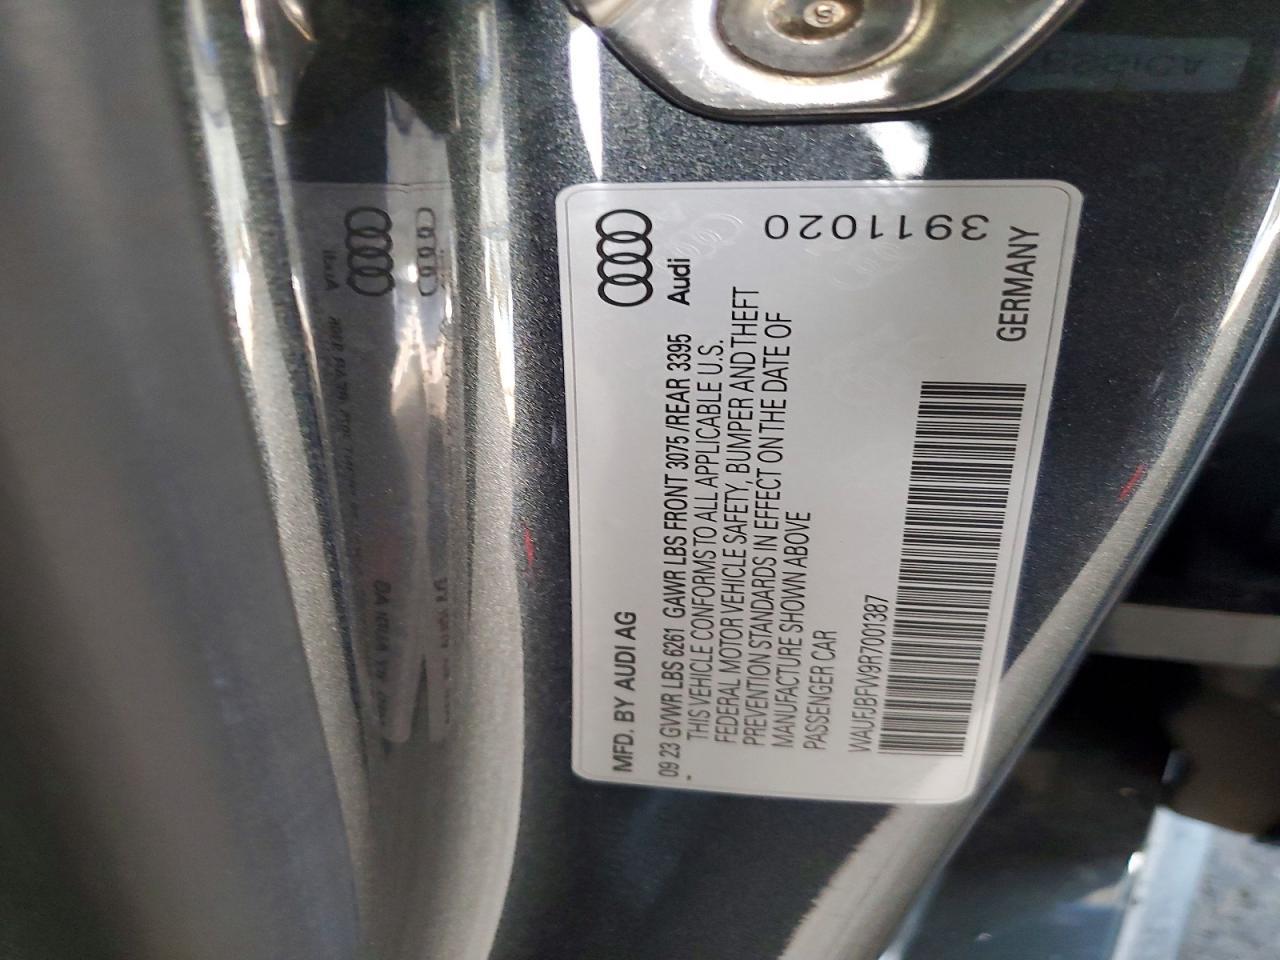 Audi
3911020
GERMANY
MFD. BY AUDI AG
09 23 GVWR LBS 6261 GAWR LBS FRONT 3075 /REAR 3395
- THIS VEHICLE CONFORMS TO ALL APPLICABLE U.S.
FEDERAL MOTOR VEHICLE SAFETY, BUMPER AND THEFT
PREVENTION STANDARDS IN EFFECT ON THE DATE OF
MANUFACTURE SHOWN ABOVE
PASSENGER CAR
WAUFJBFW9R7001387